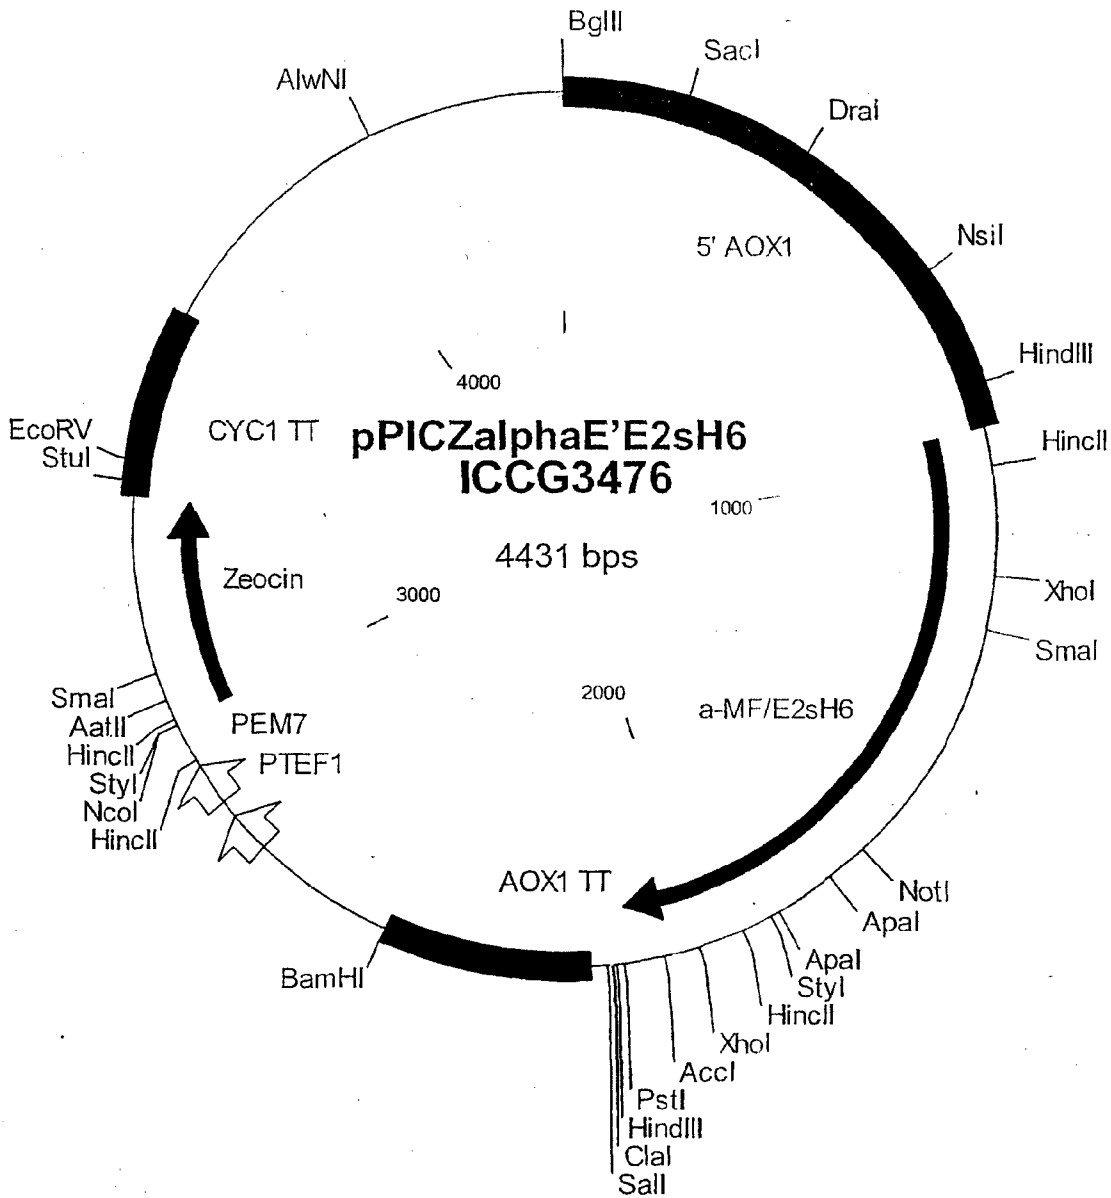 BglII
SacI
AlwNI
DraI
5' AOX1
NsiI
HindIII
4000
EcoRV
CYC1 TT
pPICZalphaE'E2sH6
HincII
StuI
ICCG3476
1000
4431 bps
Zeocin
3000
XhoI
SmaI
SmaI
2000
a-MF/E2sH6
AatII
PEM7
HincII
PTEF1
StyI
NcoI
HincII
AOX1 TT
NotI
ApaI
BamHI
ApaI
StyI
HincII
XhoI
AccI
PstI
HindIII
ClaI
SalI